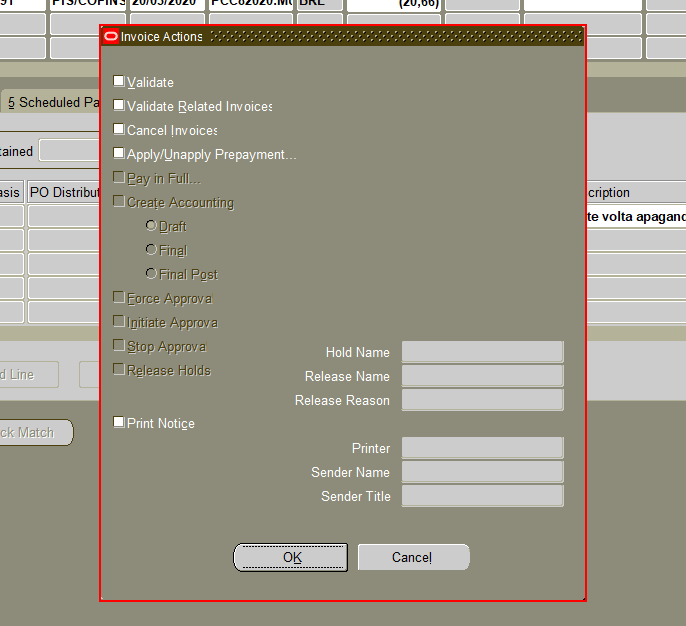 PIS/COFINS 20/03/2020 BRL (20,66)
Invoice Actions
Validate
5 Scheduled Pa
Validate Related Invoices
Cancel Invoices
tained
Apply/Unapply Prepayment...
Pay in Full...
asis PO Distribut cription
Create Accounting
te volta apagand
Draft
Final
Final Post
Force Approva
Initiate Approva
Stop Approva
Hold Name
d Line
Release Holds
Release Name
Release Reason
Print Notice
ck Match
Printer
Sender Name
Sender Title
OK Cancel